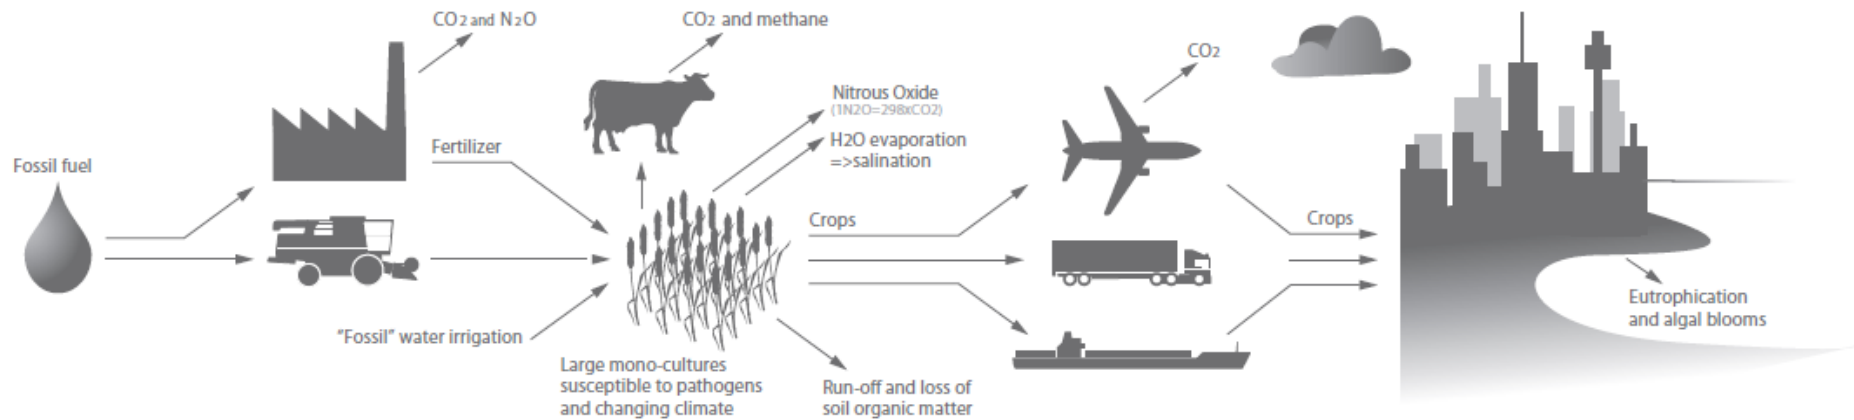 CO2 and N2O
CO2 and methane
CO2
Nitrous Oxide
(1N2O=298xCO2)
H2O evaporation
=>salination
Fertilizer
Fossil fuel
Crops
Crops
"Fossil" water irrigation
Large mono-cultures
susceptible to pathogens
and changing climate
Run-off and loss of
soil organic matter
Eutrophication
and algal blooms